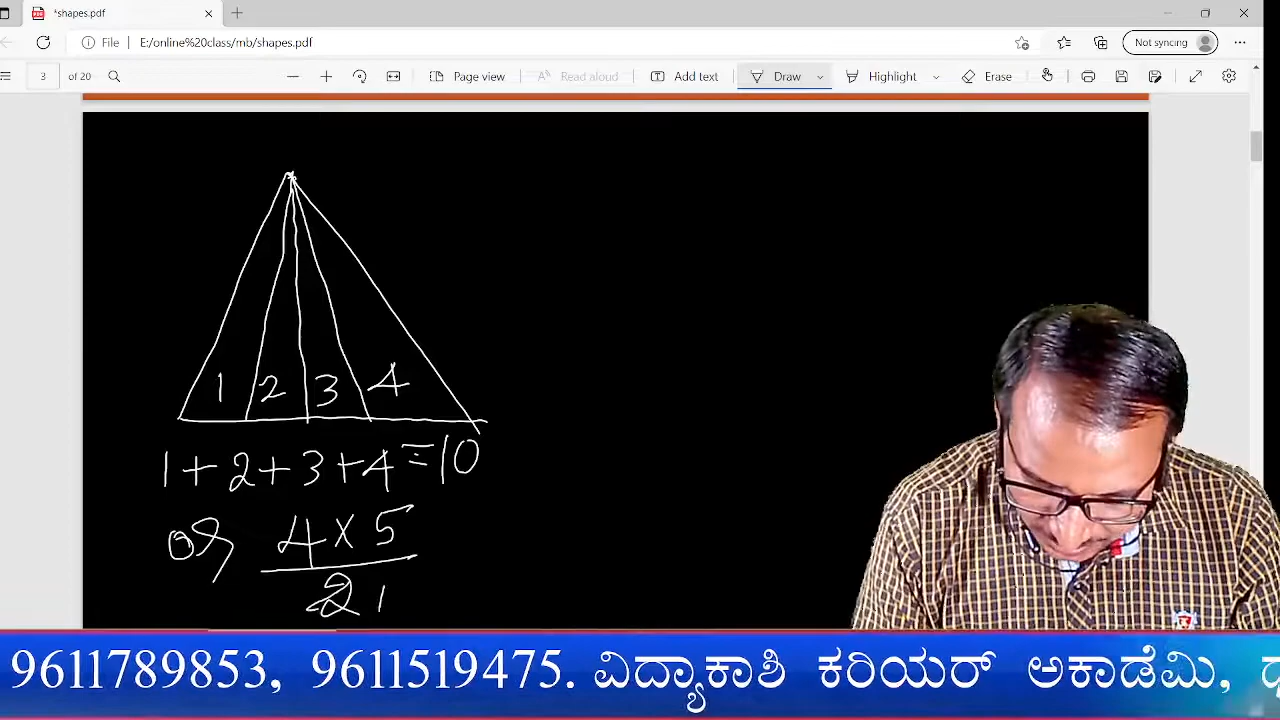 *shapes.pdf
File E:/online%20class/mb/shapes.pdf Not syncing
3 of 20 Page view Read aloud Add text Draw Highlight Erase
1 2 3 4
1+2+3+4=10
or 4×5
2 1
9611789853, 9611519475. ವಿದ್ಯಾಕಾಶಿ ಕರಿಯರ್ ಅಕಾಡೆಮಿ,